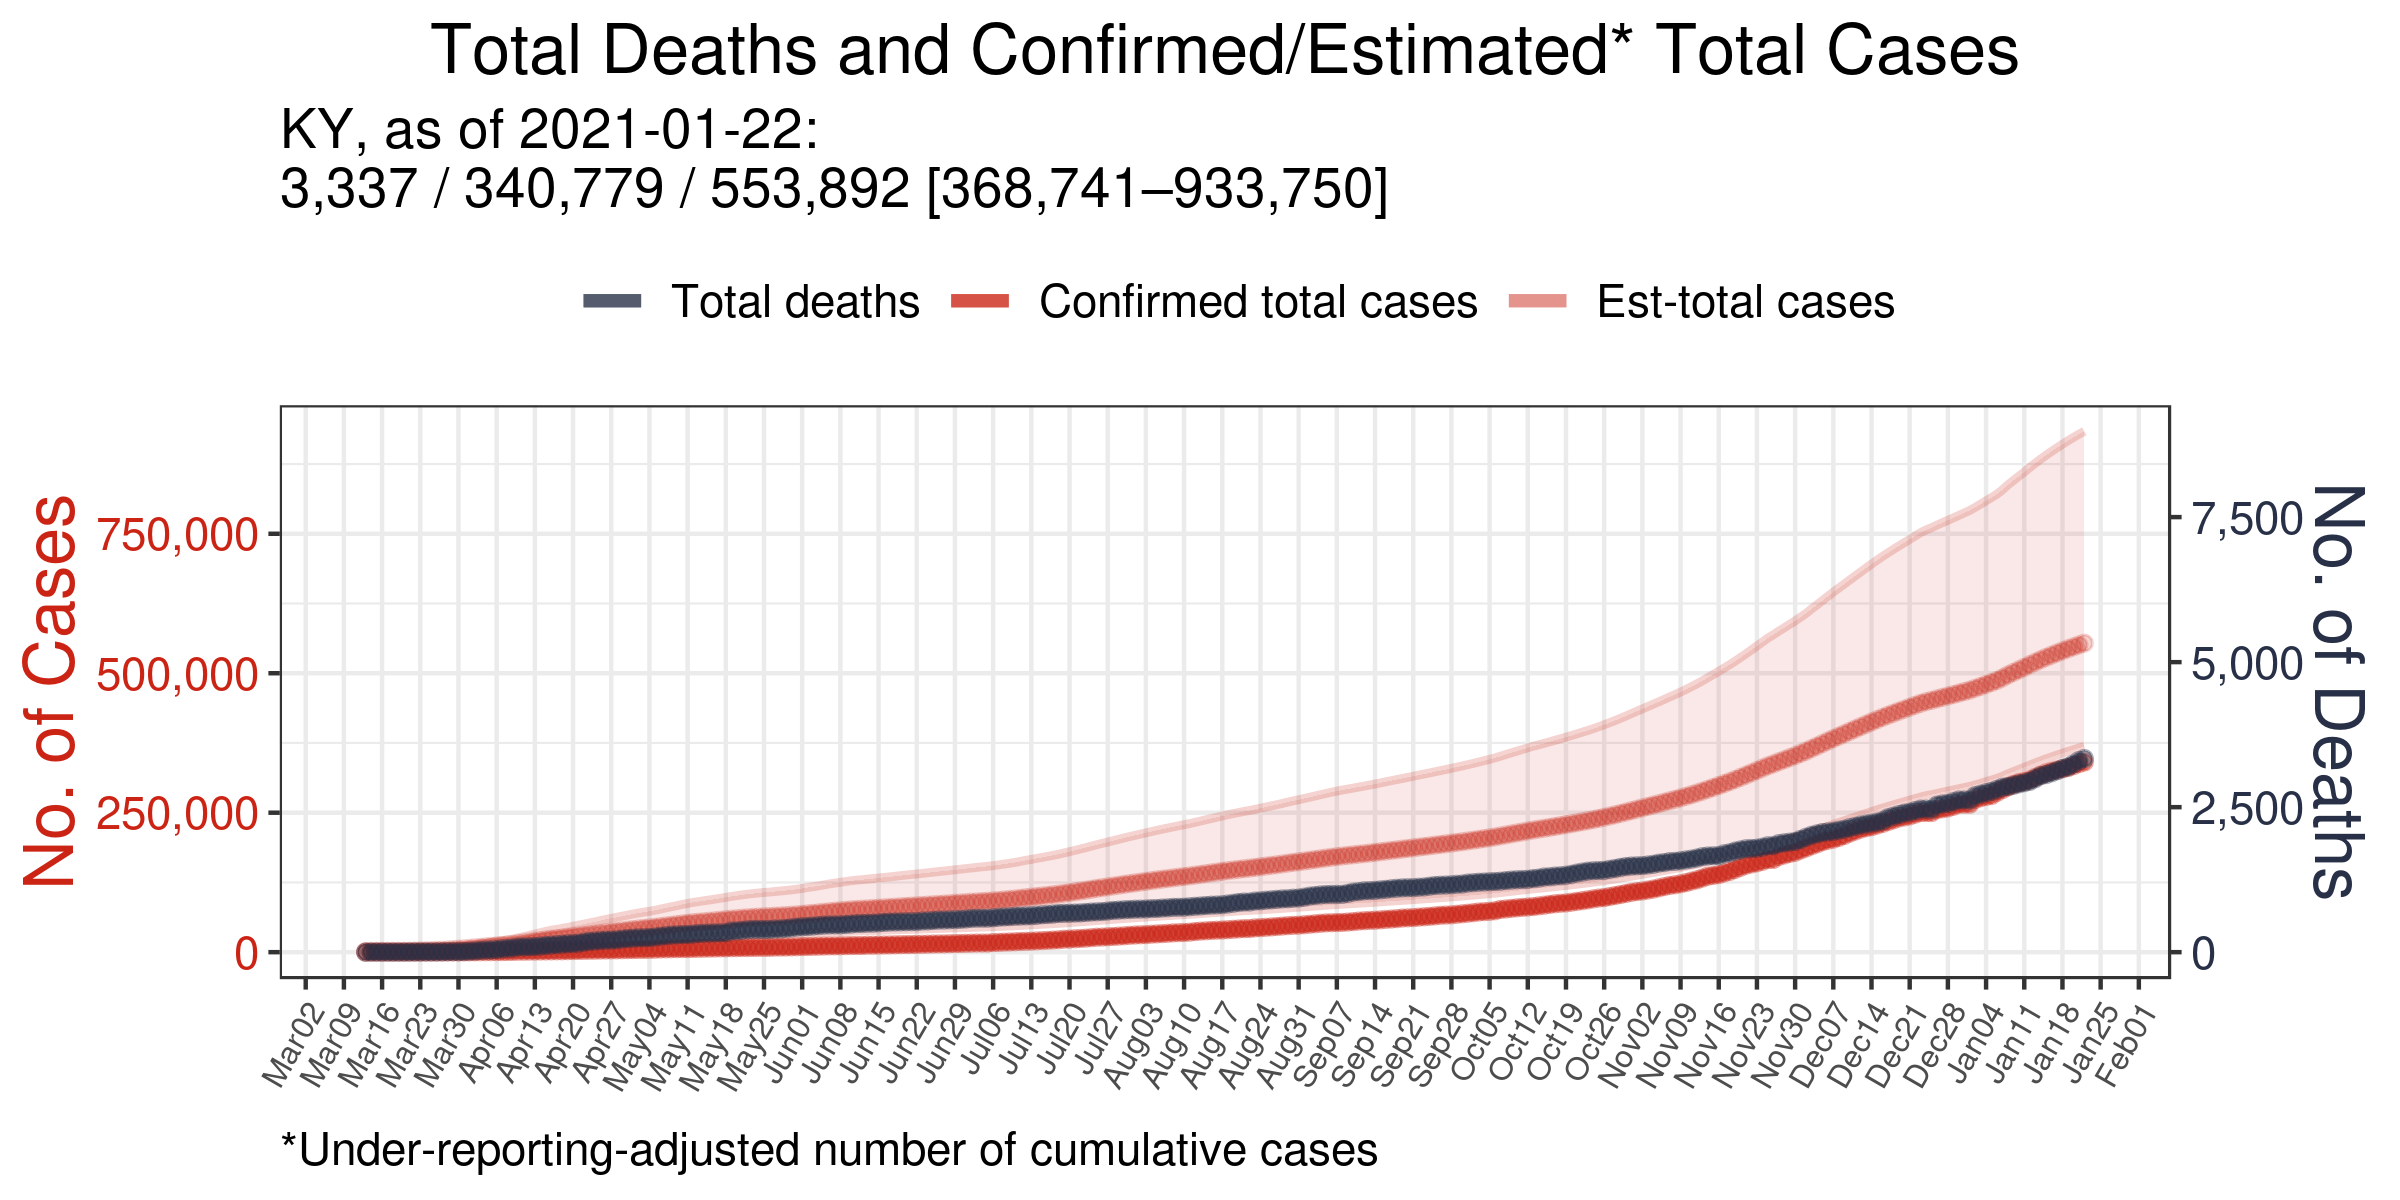 Total Deaths and Confirmed/Estimated* Total Cases
KY, as of 2021-01-22:
3,337 / 340,779 / 553,892 [368,741–933,750]
Total deaths
Confirmed total cases
Est-total cases
No. of Cases
750,000
500,000
250,000
0
7,500
5,000
2,500
0
No. of Deaths
Mar02
Mar09
Mar16
Mar23
Mar30
Apr06
Apr13
Apr20
Apr27
May04
May11
May18
May25
Jun01
Jun08
Jun15
Jun22
Jun29
Jul06
Jul13
Jul20
Jul27
Aug03
Aug10
Aug17
Aug24
Aug31
Sep07
Sep14
Sep21
Sep28
Oct05
Oct12
Oct19
Oct26
Nov02
Nov09
Nov16
Nov23
Nov30
Dec07
Dec14
Dec21
Dec28
Jan04
Jan11
Jan18
Jan25
Feb01
*Under-reporting-adjusted number of cumulative cases